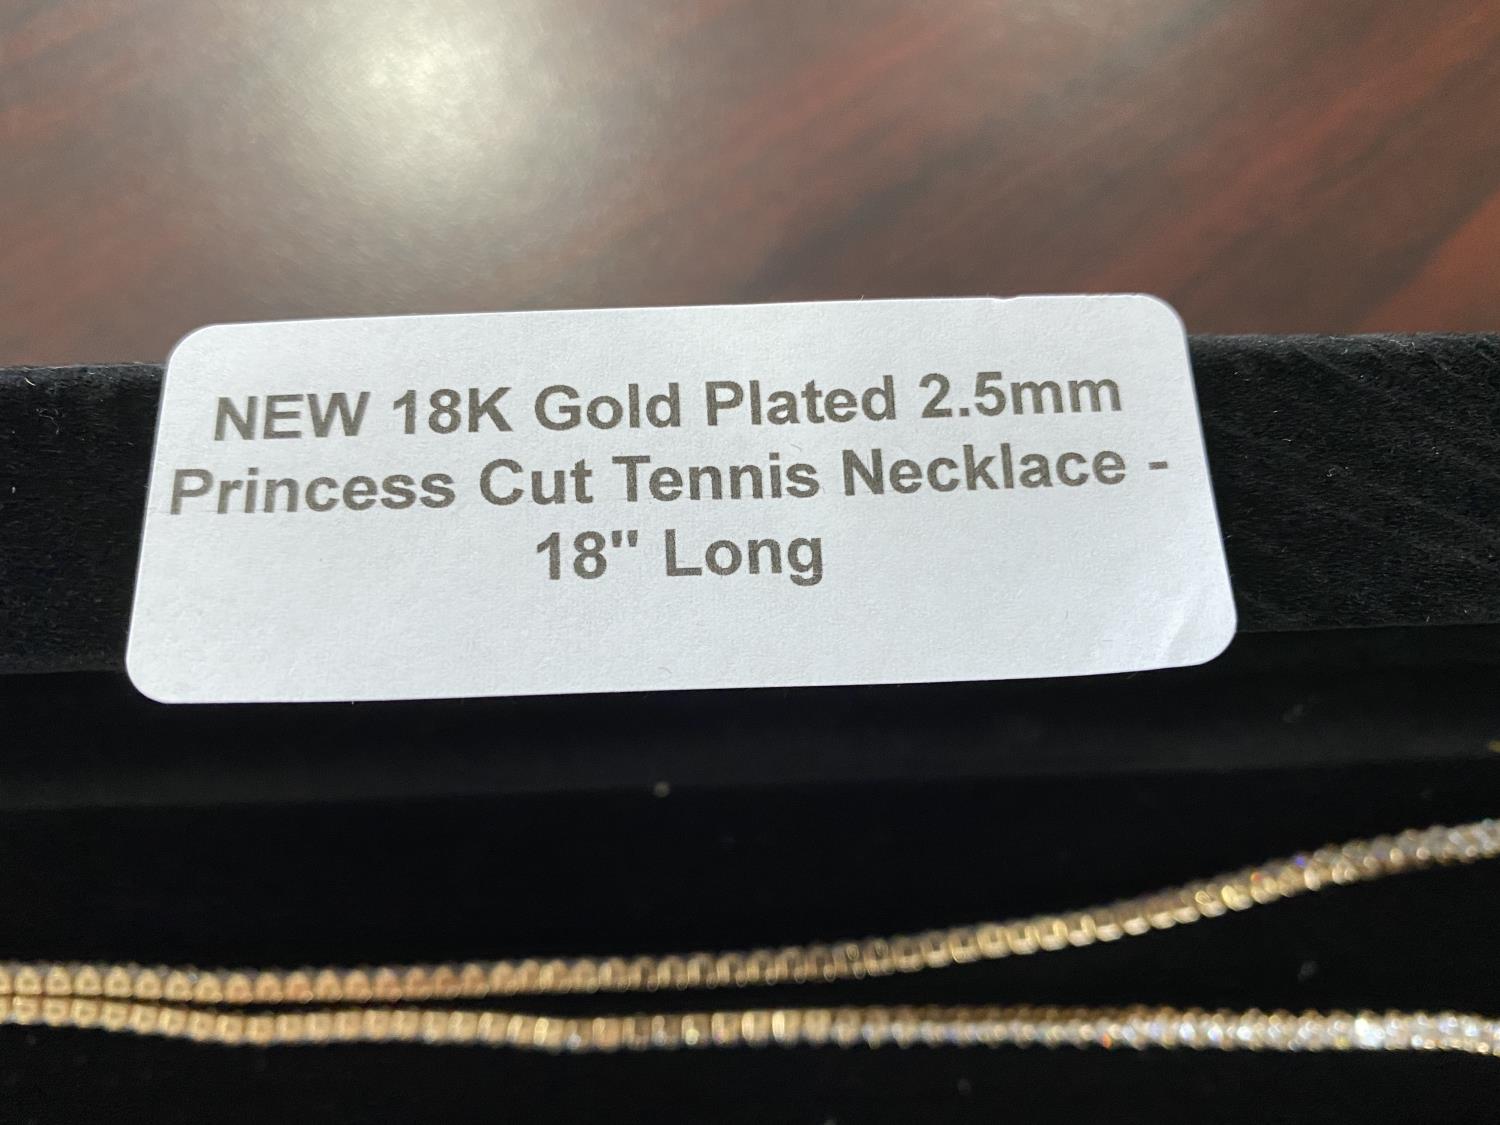 NEW 18K Gold Plated 2.5mm
Princess Cut Tennis Necklace -
18" Long